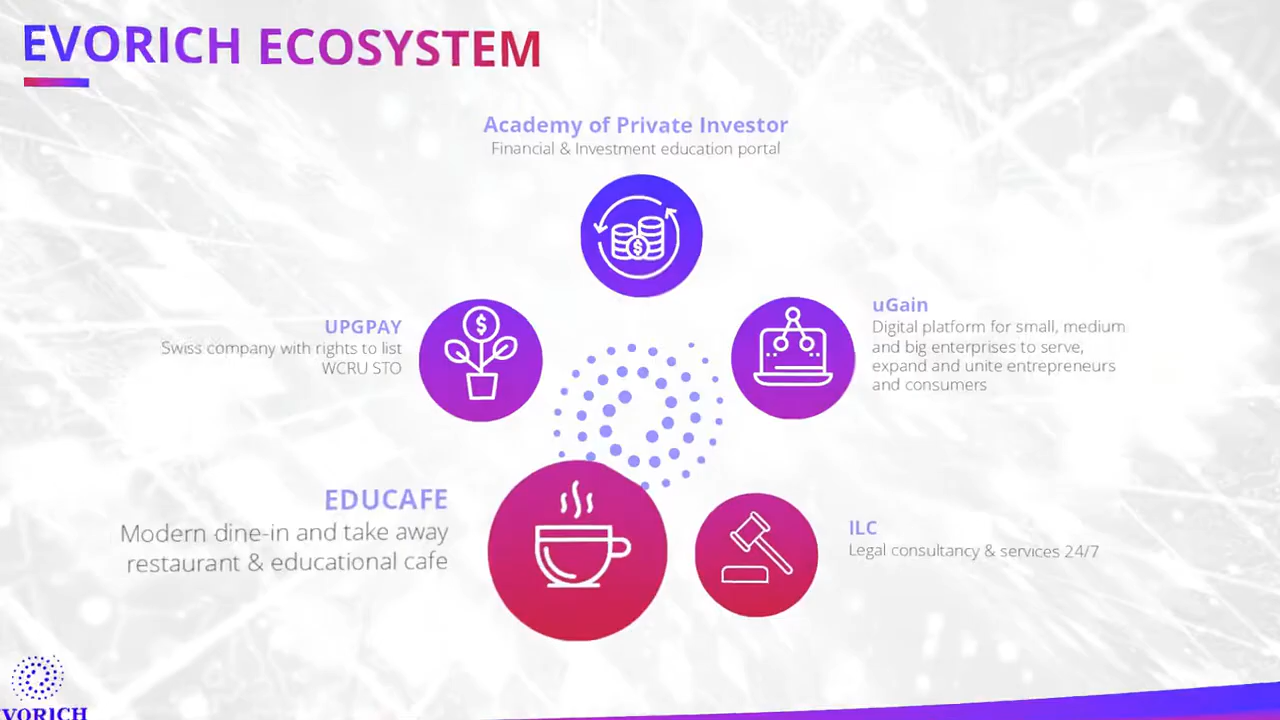 EVORICH ECOSYSTEM
Academy of Private Investor
Financial & Investment education portal
UPGPAY
Swiss company with rights to list
WCRU STO
uGain
Digital platform for small, medium
and big enterprises to serve,
expand and unite entrepreneurs
and consumers
EDUCAFE
Modern dine-in and take away
restaurant & educational cafe
ILC
Legal consultancy & services 24/7
VORICH